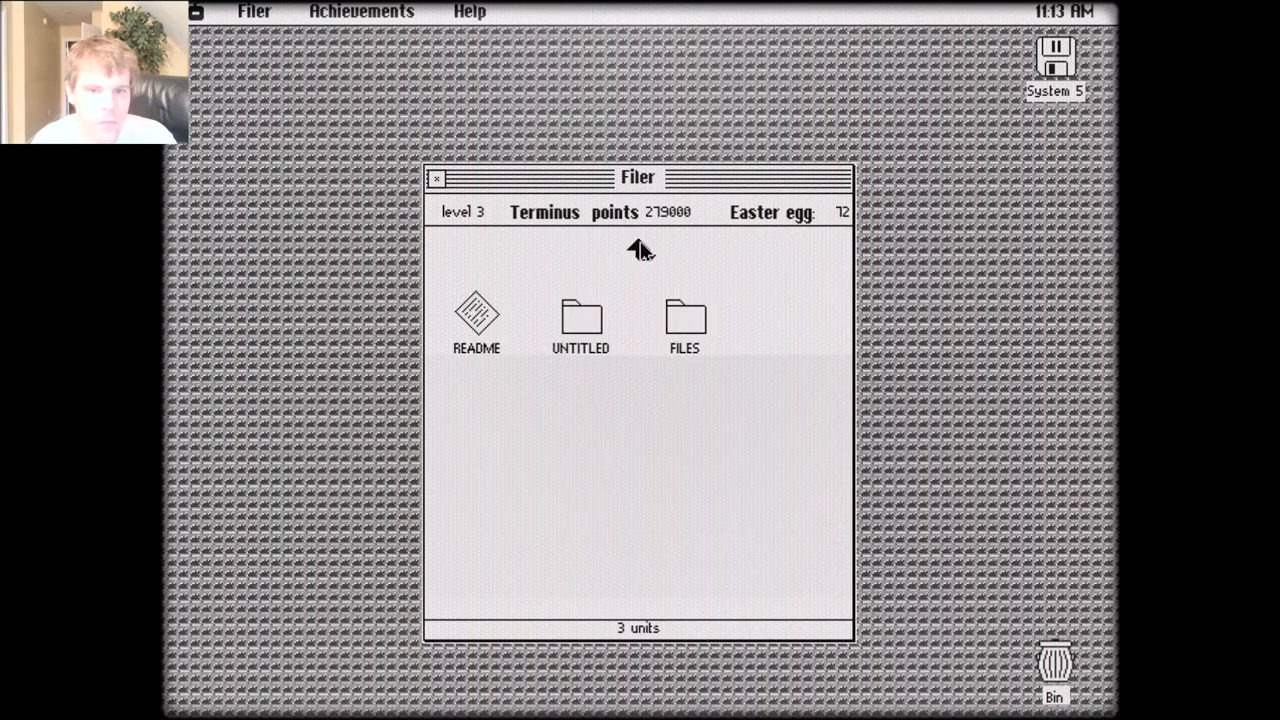 Filer Achievements Help 11:13 AM
System 5
Filer
level 3 Terminus points 279000 Easter egg: 72
README UNTITLED FILES
3 units
Bin